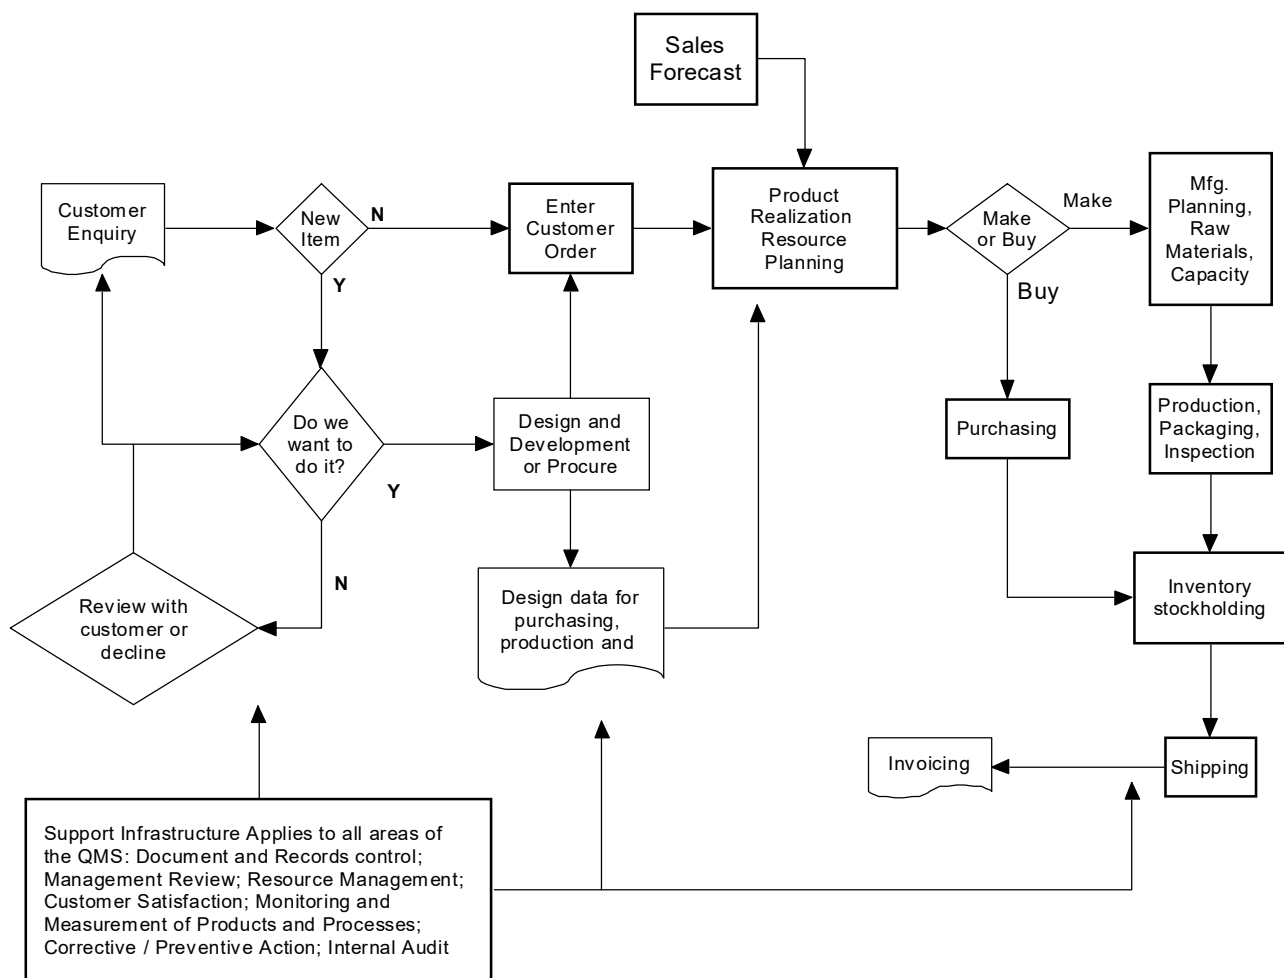 Sales
Forecast
Customer
Enquiry
New
Item
N
Y
Enter
Customer
Order
Product
Realization
Resource
Planning
Make
or Buy
Make
Buy
Mfg.
Planning,
Raw
Materials,
Capacity
Do we
want to
do it?
Y
N
Design and
Development
or Procure
Purchasing
Production,
Packaging,
Inspection
Review with
customer or
decline
Design data for
purchasing,
production and
Inventory
stockholding
Invoicing
Shipping
Support Infrastructure Applies to all areas of
the QMS: Document and Records control;
Management Review; Resource Management;
Customer Satisfaction; Monitoring and
Measurement of Products and Processes;
Corrective / Preventive Action; Internal Audit